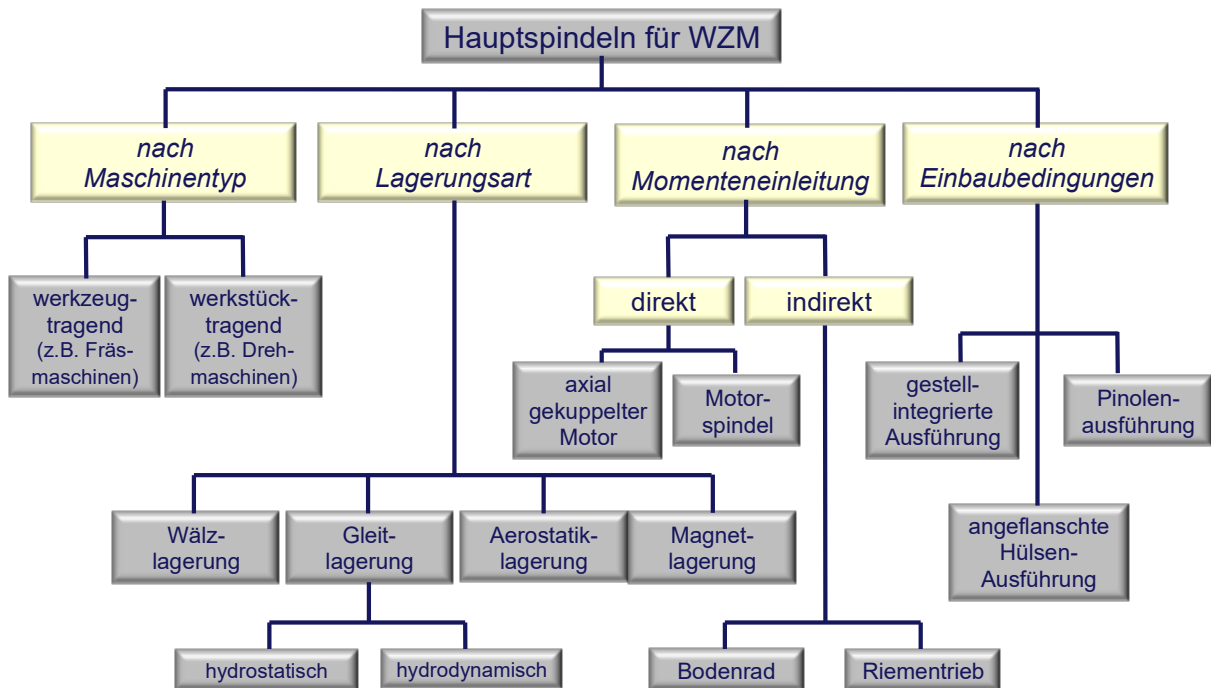 Hauptspindeln für WZM
nach
Maschinentyp
nach
Lagerungsart
nach
Momenteneinleitung
nach
Einbaubedingungen
werkzeug-
tragend
(z.B. Fräs-
maschinen)
werkstück-
tragend
(z.B. Dreh-
maschinen)
direkt
indirekt
axial
gekuppelter
Motor
Motor-
spindel
gestell-
integrierte
Ausführung
Pinolen-
ausführung
Wälz-
lagerung
Gleit-
lagerung
Aerostatik-
lagerung
Magnet-
lagerung
angeflanschte
Hülsen-
Ausführung
hydrostatisch
hydrodynamisch
Bodenrad
Riementrieb